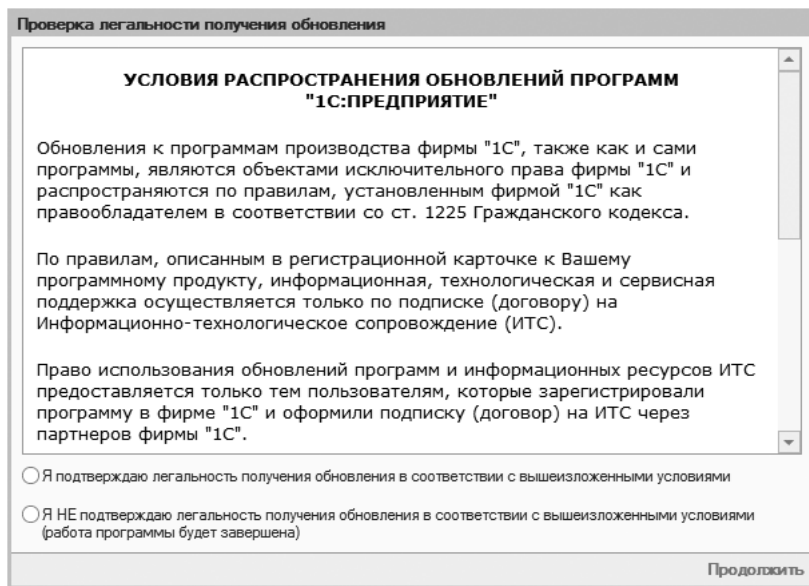 Проверка легальности получения обновления
УСЛОВИЯ РАСПРОСТРАНЕНИЯ ОБНОВЛЕНИЙ ПРОГРАММ
"1С:ПРЕДПРИЯТИЕ"
Обновления к программам производства фирмы "1С", также как и сами
программы, являются объектами исключительного права фирмы "1С" и
распространяются по правилам, установленным фирмой "1С" как
правообладателем в соответствии со ст. 1225 Гражданского кодекса.
По правилам, описанным в регистрационной карточке к Вашему
программному продукту, информационная, технологическая и сервисная
поддержка осуществляется только по подписке (договору) на
Информационно-технологическое сопровождение (ИТС).
Право использования обновлений программ и информационных ресурсов ИТС
предоставляется только тем пользователям, которые зарегистрировали
программу в фирме "1С" и оформили подписку (договор) на ИТС через
партнеров фирмы "1С".
Я подтверждаю легальность получения обновления в соответствии с вышеизложенными условиями
Я НЕ подтверждаю легальность получения обновления в соответствии с вышеизложенными условиями
(работа программы будет завершена)
Продолжить